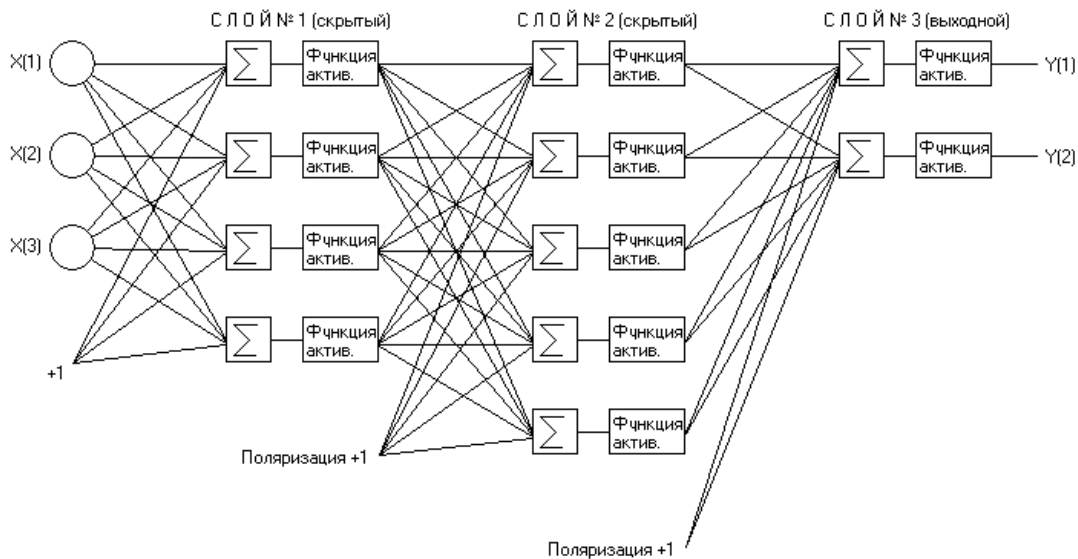 С Л О Й № 1 (скрытый)
С Л О Й № 2 (скрытый)
С Л О Й № 3 (выходной)
X(1)
∑
Фчнкция
актив.
∑
Фчнкция
актив.
∑
Фчнкция
актив.
Y(1)
X(2)
∑
Фчнкция
актив.
∑
Фчнкция
актив.
∑
Фчнкция
актив.
Y(2)
X(3)
∑
Фчнкция
актив.
∑
Фчнкция
актив.
∑
Фчнкция
актив.
∑
Фчнкция
актив.
+1
∑
Фчнкция
актив.
Поляризация +1
Поляризация +1